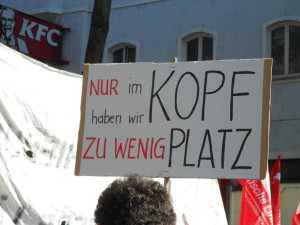 KFC
NUR im KOPF
haben wir
ZU WENIG PLATZ